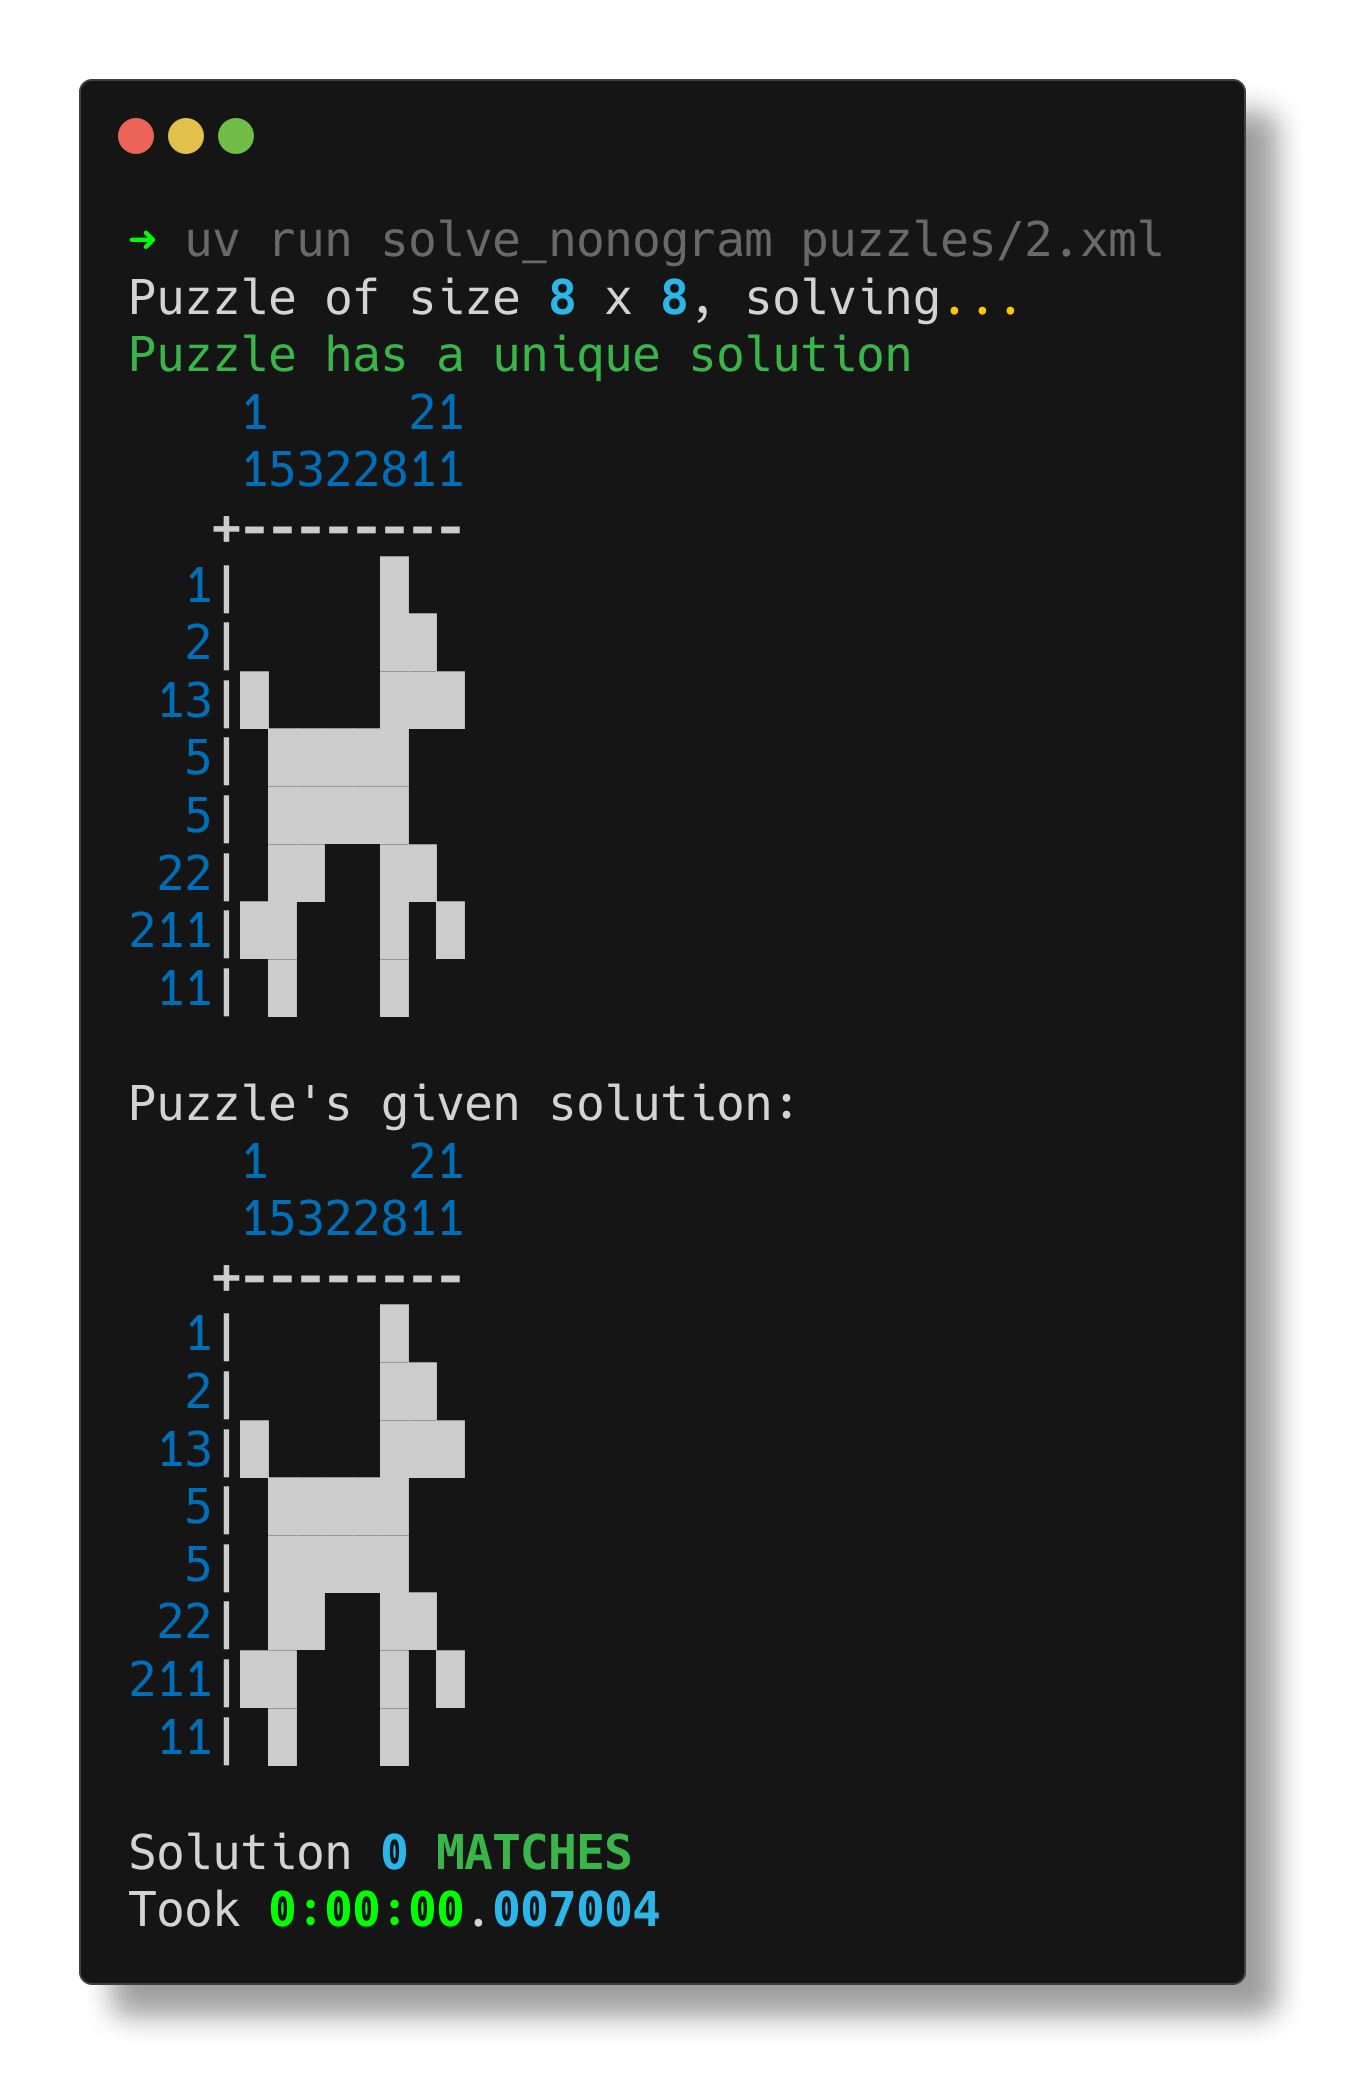 ➜ uv run solve_nonogram puzzles/2.xml
Puzzle of size 8 x 8, solving...
Puzzle has a unique solution
    1     21
    15322811
   +--------
  1|     █
  2|     ██
 13|█    ███
  5| █████
  5| █████
 22| ██  ██
211|██   █ █
 11| █   █

Puzzle's given solution:
    1     21
    15322811
   +--------
  1|     █
  2|     ██
 13|█    ███
  5| █████
  5| █████
 22| ██  ██
211|██   █ █
 11| █   █

Solution 0 MATCHES
Took 0:00:00.007004